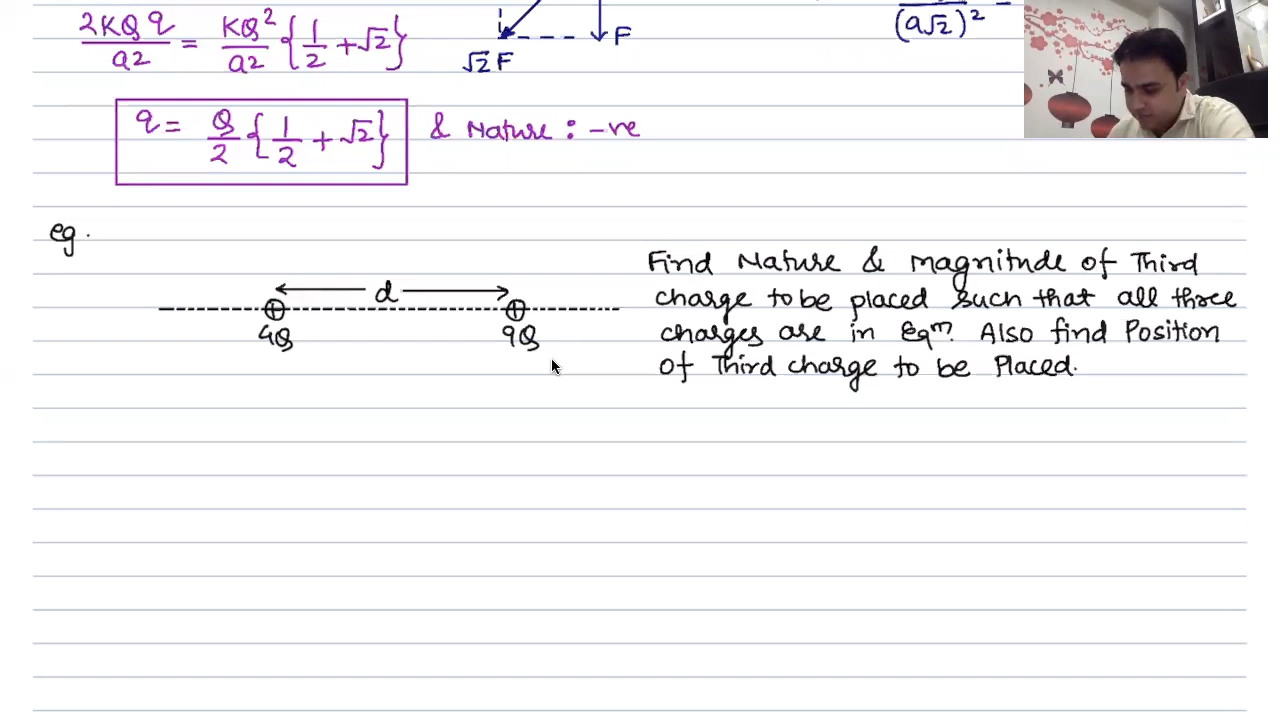 2KQq/a2 = KQ²/a2 {1/2 + √2}
√2 F
F
(a√2)²
q = Q/2 {1/2 + √2} & Nature : -ve
eg.
d
4Q 9Q
Find Nature & magnitude of Third
charge to be placed such that all three
charges are in Eqm. Also find Position
of Third charge to be Placed.